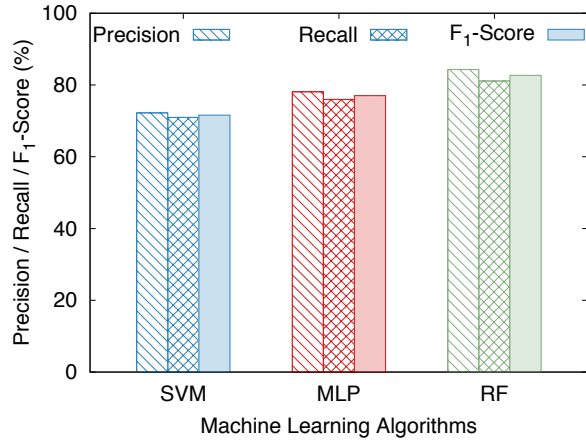 Precision / Recall / F1-Score (%)
100
80
60
40
20
0
Precision
Recall
F1-Score
SVM
MLP
RF
Machine Learning Algorithms